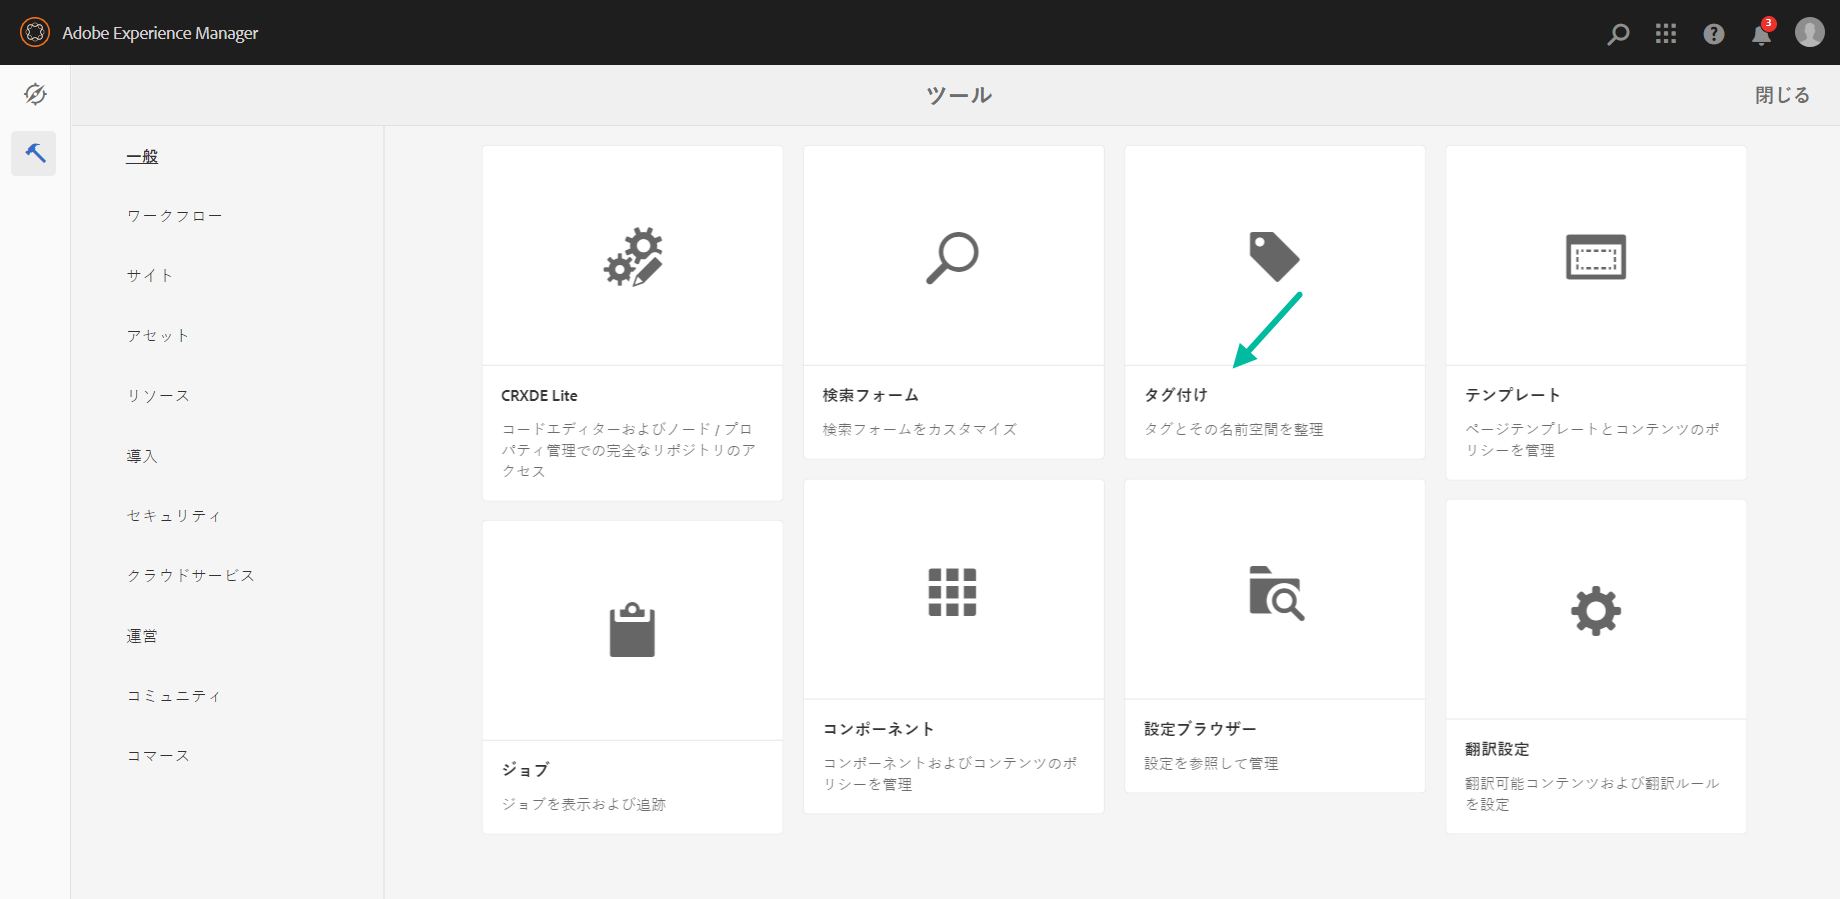 Adobe Experience Manager
3
ツール
閉じる
一般
ワークフロー
サイト
アセット
リソース
導入
セキュリティ
クラウドサービス
運営
コミュニティ
コマース
CRXDE Lite
コードエディターおよびノード / プロ
パティ管理での完全なリポジトリのア
クセス
検索フォーム
検索フォームをカスタマイズ
タグ付け
タグとその名前空間を整理
テンプレート
ページテンプレートとコンテンツのポ
リシーを管理
ジョブ
ジョブを表示および追跡
コンポーネント
コンポーネントおよびコンテンツのポ
リシーを管理
設定ブラウザー
設定を参照して管理
翻訳設定
翻訳可能コンテンツおよび翻訳ルール
を設定